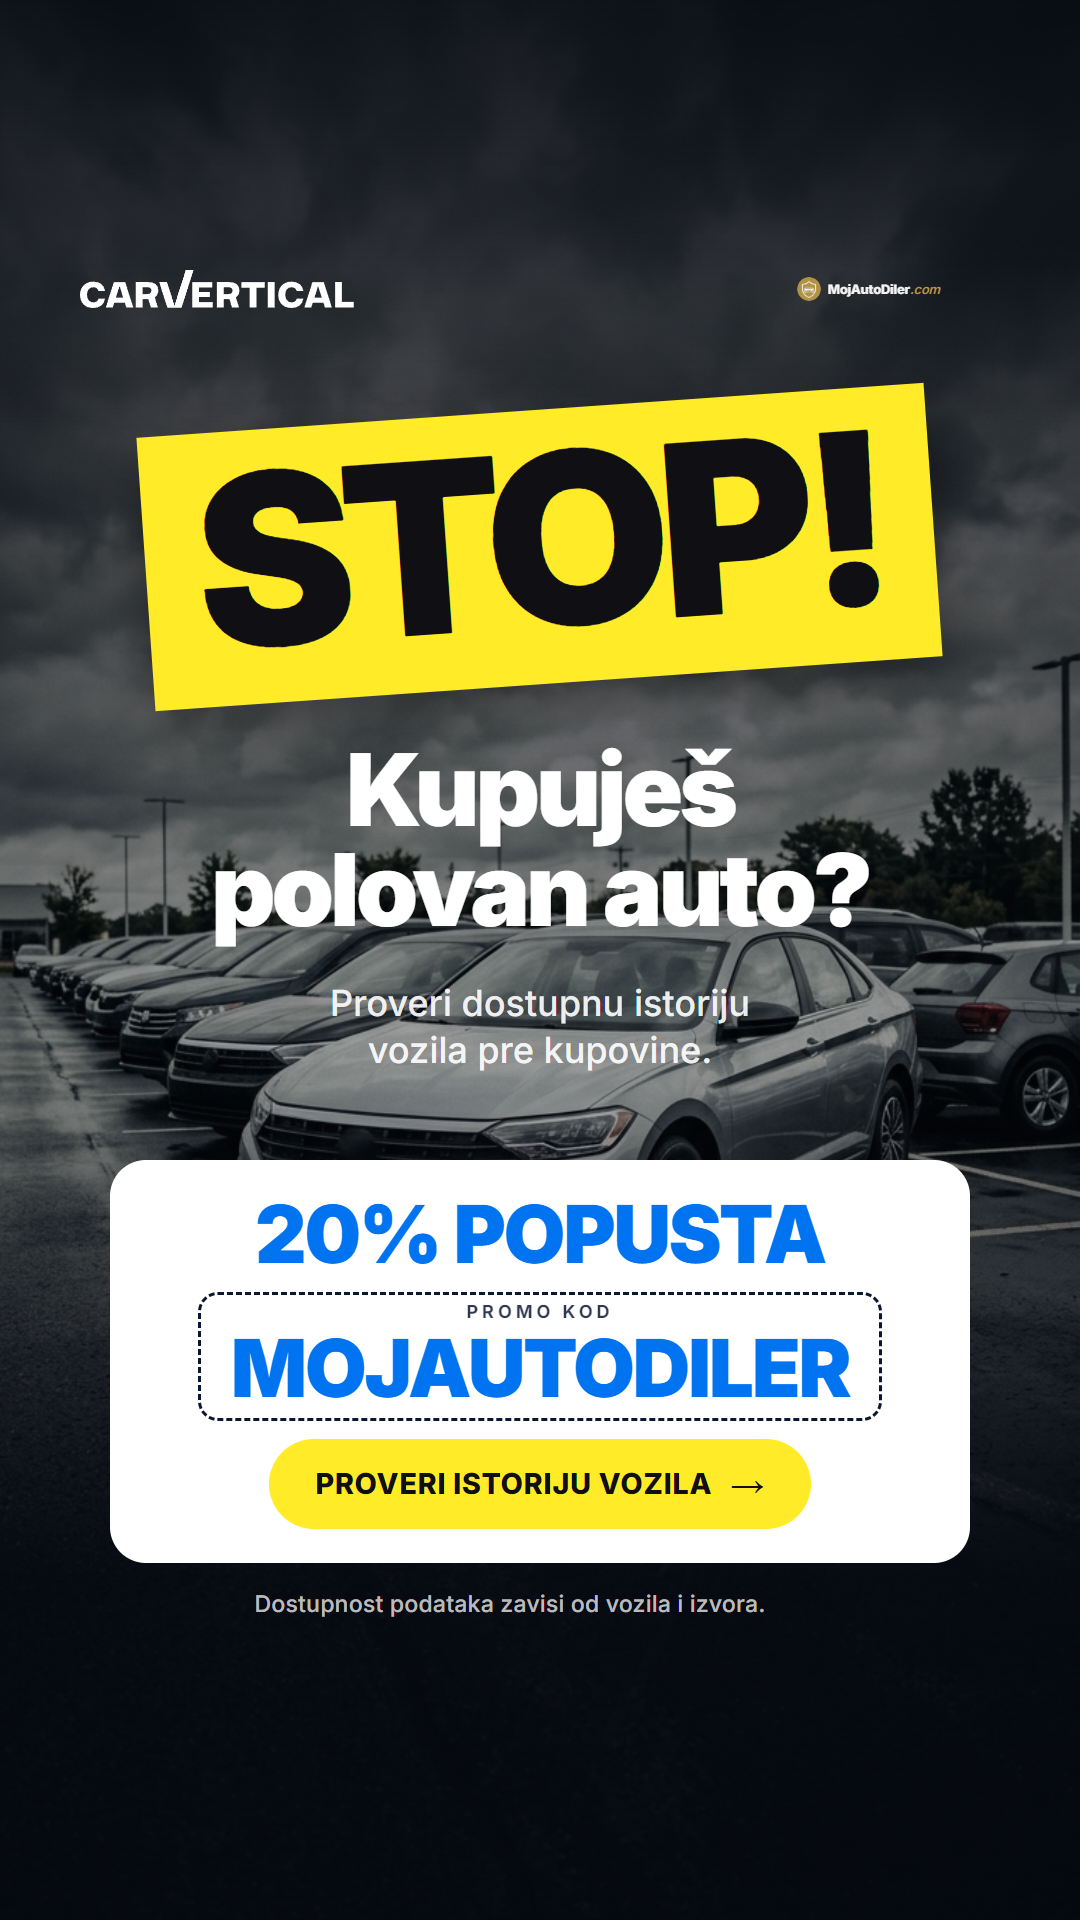 CARVERTICAL
MojAutoDiler.com
STOP!
Kupuješ
polovan auto?
Proveri dostupnu istoriju
vozila pre kupovine.
20% POPUSTA
PROMO KOD
MOJAUTODILER
PROVERI ISTORIJU VOZILA →
Dostupnost podataka zavisi od vozila i izvora.